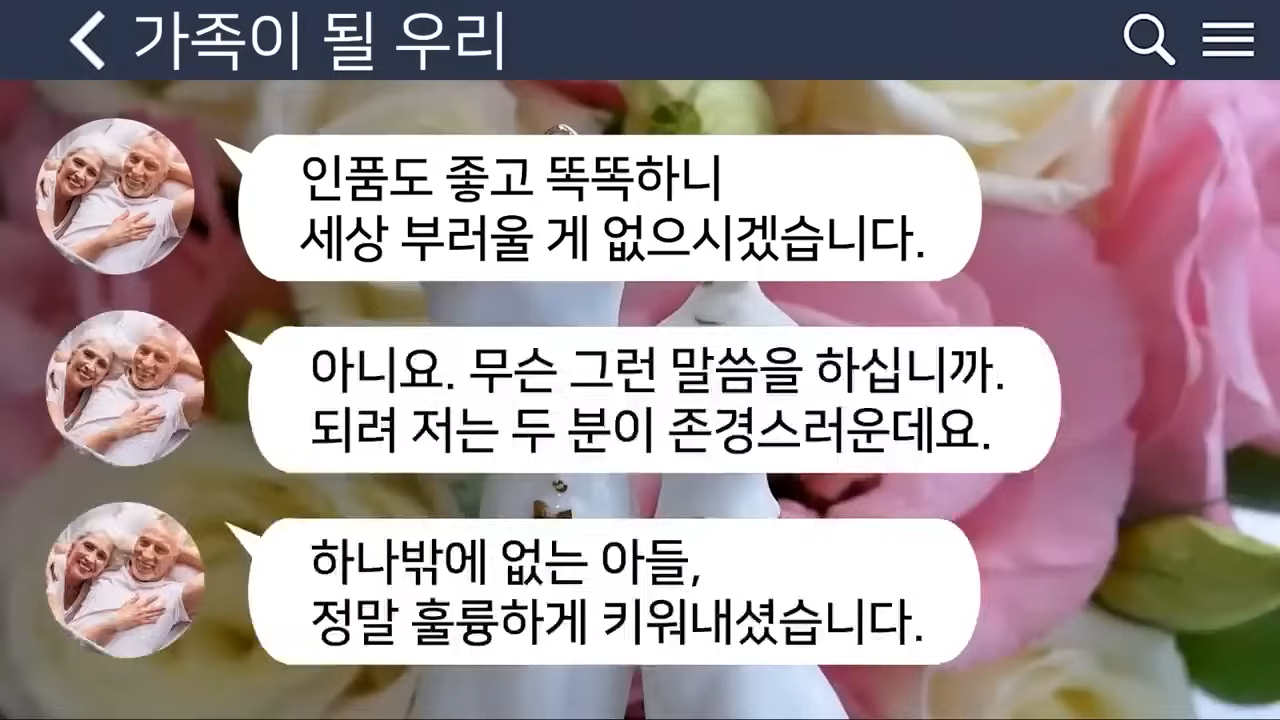 가족이 될 우리
인품도 좋고 똑똑하니
세상 부러울 게 없으시겠습니다.
아니요. 무슨 그런 말씀을 하십니까.
되려 저는 두 분이 존경스러운데요.
하나밖에 없는 아들,
정말 훌륭하게 키워내셨습니다.